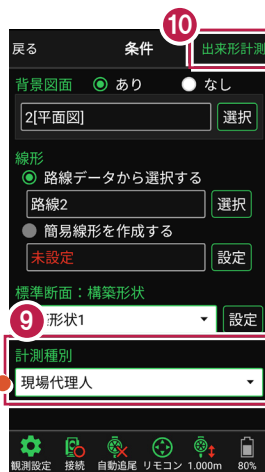 10
戻る 条件 出来形計測
背景図面 あり なし
2[平面図] 選択
線形
路線データから選択する
路線2 選択
簡易線形を作成する
未設定 設定
標準断面：構築形状
9 形状1 設定
計測種別
現場代理人
観測設定 接続 自動追尾 リモコン 1.000m 80%